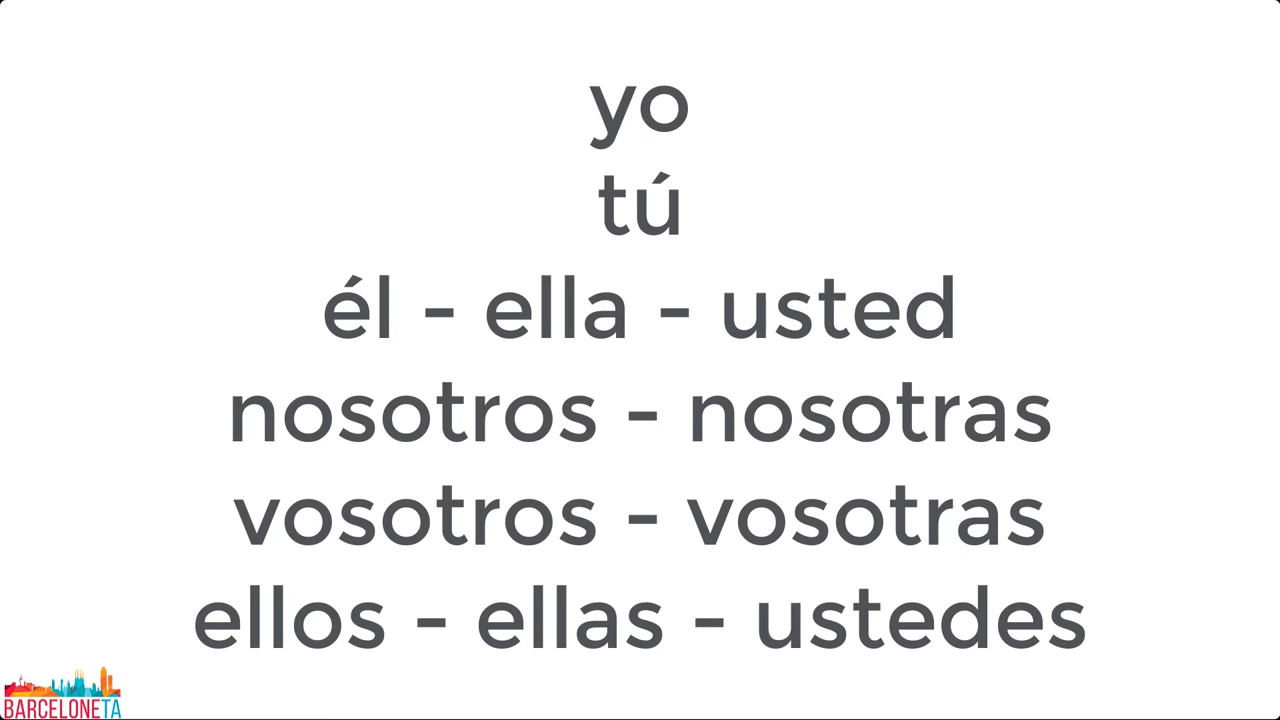 yo
tú
él - ella - usted
nosotros - nosotras
vosotros - vosotras
ellos - ellas - ustedes
BARCELONETA